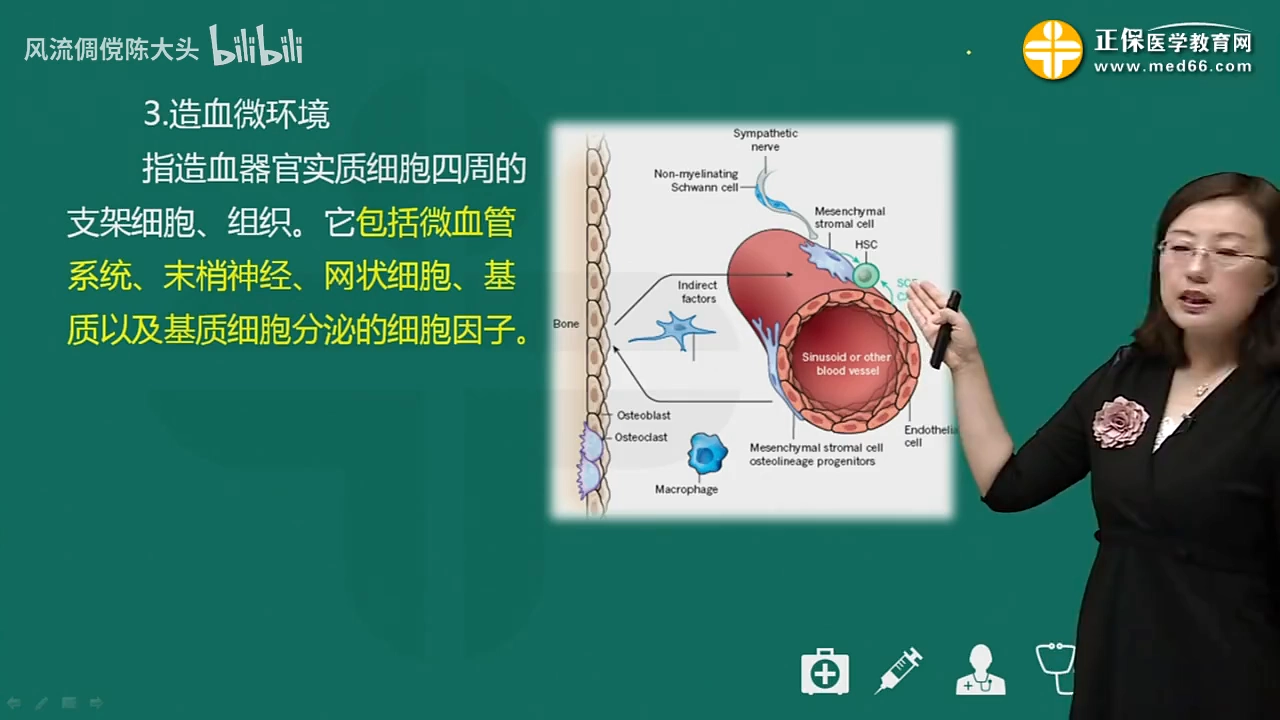 风流倜傥陈大头 bilibili
正保医学教育网
www.med66.com
3.造血微环境
指造血器官实质细胞四周的
支架细胞、组织。它包括微血管
系统、末梢神经、网状细胞、基
质以及基质细胞分泌的细胞因子。
Sympathetic
nerve
Non-myelinating
Schwann cell
Mesenchymal
stromal cell
HSC
Indirect
factors
Bone
Sinusoid or other
blood vessel
Osteoblast
Osteoclast
Endothelia
cell
Mesenchymal stromal cell
osteolineage progenitors
Macrophage